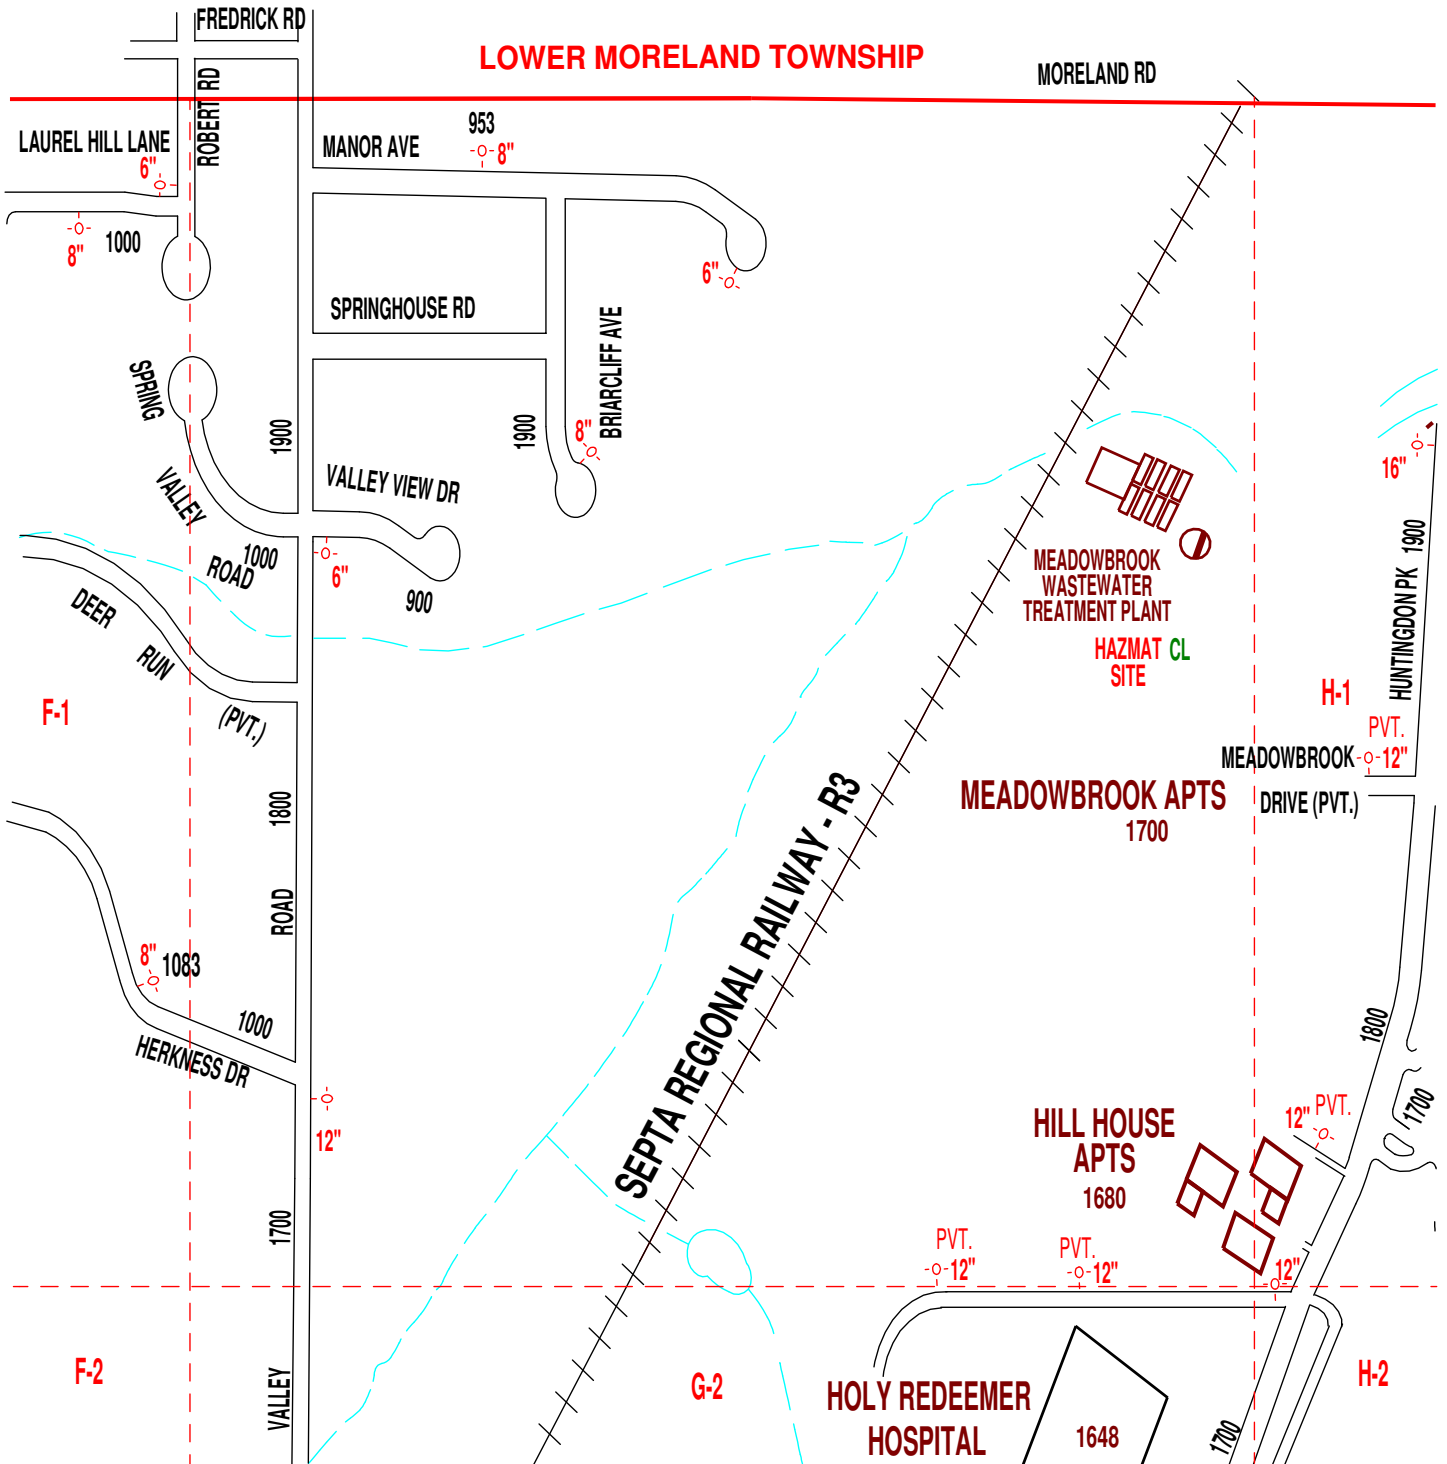 FREDRICK RD
LOWER MORELAND TOWNSHIP
MORELAND RD
ROBERT RD
LAUREL HILL LANE
6"
8"
1000
953
8"
MANOR AVE
6"
SPRINGHOUSE RD
BRIARCLIFF AVE
1900
8"
SPRING
VALLEY
ROAD
1000
1900
VALLEY VIEW DR
6"
900
DEER
RUN
(PVT.)
16"
HUNTINGDON PK 1900
MEADOWBROOK
WASTEWATER
TREATMENT PLANT
HAZMAT CL
SITE
F-1
H-1
PVT.
12"
MEADOWBROOK
DRIVE (PVT.)
MEADOWBROOK APTS
1700
SEPTA REGIONAL RAILWAY - R3
1800
ROAD
8"
1083
1000
HERKNESS DR
12"
1800
1700
12" PVT.
HILL HOUSE
APTS
1680
1700
PVT.
12"
PVT.
12"
12"
F-2
VALLEY
G-2
H-2
HOLY REDEEMER
HOSPITAL
1648
1700